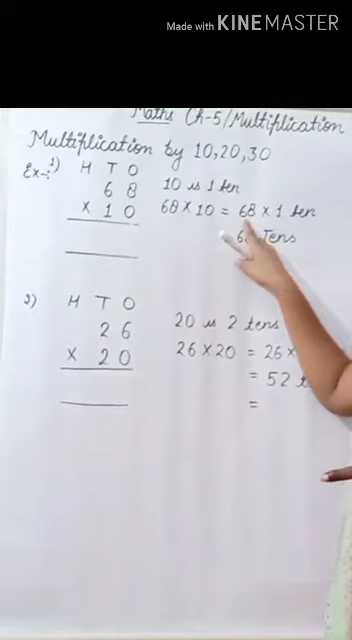 Made with KINEMASTER
Maths Ch-5/Multiplication
Multiplication by 10, 20, 30
Ex-: 1) H T O
6 8
× 1 0
10 is 1 ten
68 × 10 = 68 × 1 ten
Tens
2) H T O
2 6
× 2 0
20 is 2 tens
26 × 20 = 26 ×
= 52
=